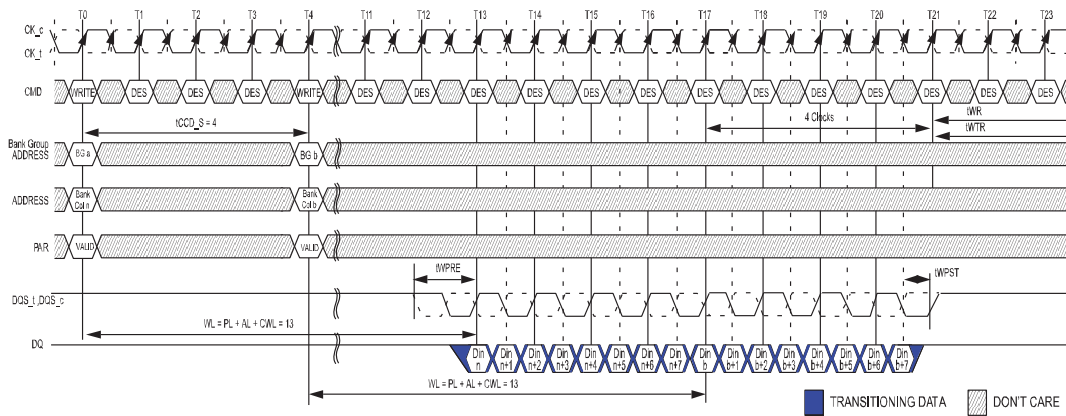 T0 T1 T2 T3 T4 T11 T12 T13 T14 T15 T16 T17 T18 T19 T20 T21 T22 T23
CK_c
CK_t
CMD WRITE DES DES DES WRITE DES DES DES DES DES DES DES DES DES DES DES DES DES
tCCD_S = 4 4 Clocks tWR
tWTR
Bank Group
ADDRESS BG a BG b
ADDRESS Bank Col n Bank Col b
PAR VALID VALID
tWPRE tWPST
DQS_t ,DQS_c
WL = PL + AL + CWL = 13
DQ Din n Din n+1 Din n+2 Din n+3 Din n+4 Din n+5 Din n+6 Din n+7 Din b Din b+1 Din b+2 Din b+3 Din b+4 Din b+5 Din b+6 Din b+7
WL = PL + AL + CWL = 13
TRANSITIONING DATA DON'T CARE